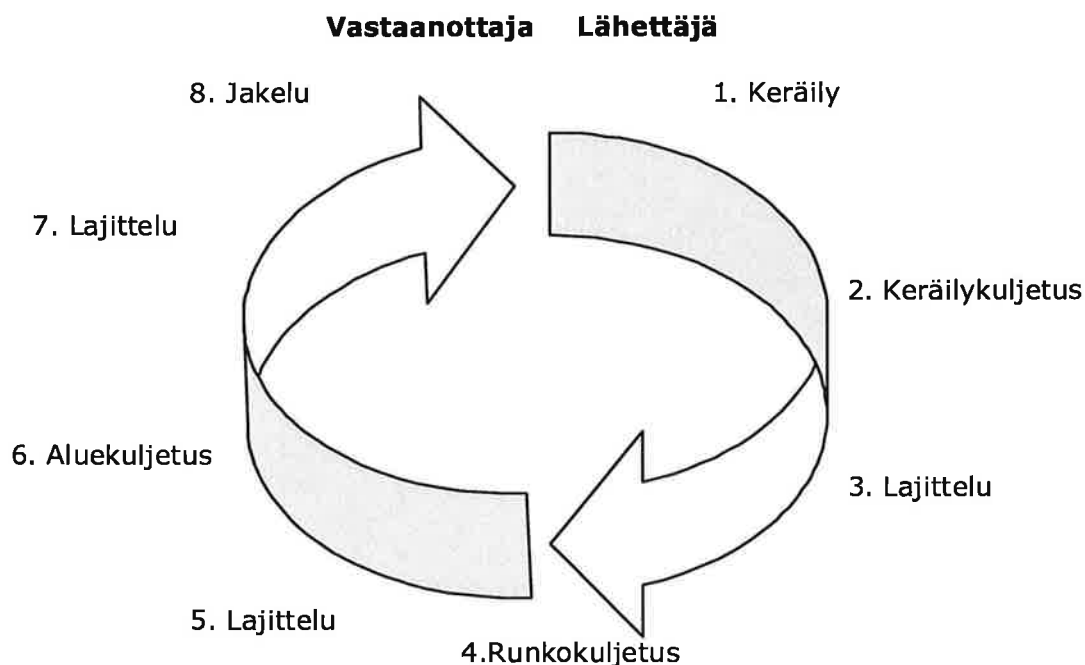 Vastaanottaja Lähettäjä
8. Jakelu
1. Keräily
7. Lajittelu
2. Keräilykuljetus
6. Aluekuljetus
3. Lajittelu
5. Lajittelu
4.Runkokuljetus